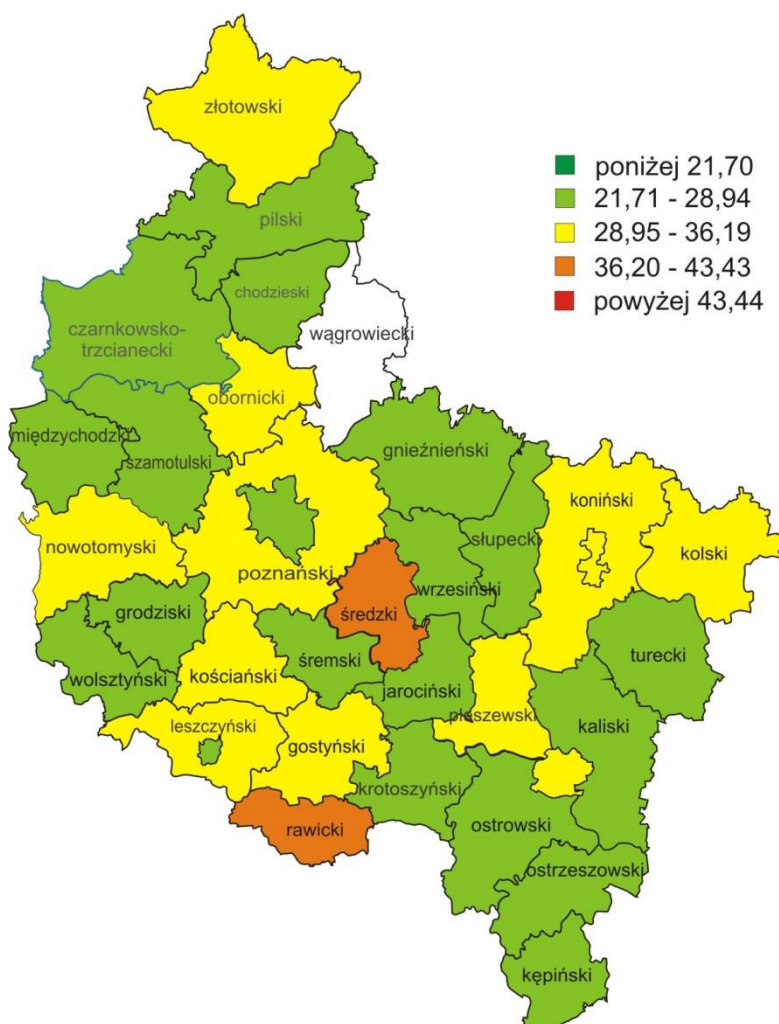 złotowski
poniżej 21,70
21,71 - 28,94
28,95 - 36,19
36,20 - 43,43
powyżej 43,44
pilski
chodzieski
czarnkowsko-
trzcianecki
wągrowiecki
obornicki
międzychodzki
szamotulski
gnieźnieński
koniński
słupecki
kolski
nowotomyski
poznański
wrzesiński
grodziski
średzki
śremski
turecki
wolsztyński
kościański
jarociński
pleszewski
kaliski
leszczyński
gostyński
krotoszyński
rawicki
ostrowski
ostrzeszowski
kępiński